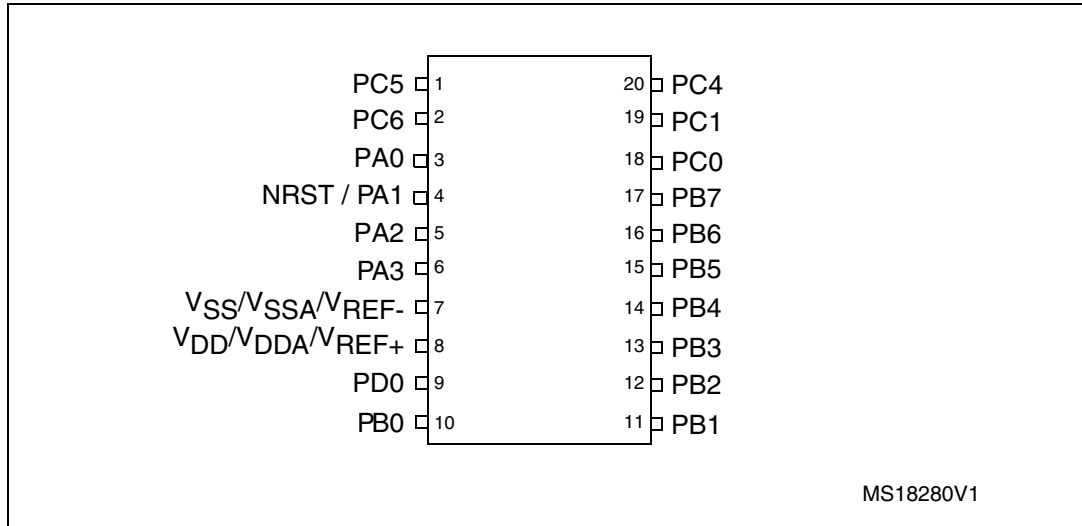 PC5 1 20 PC4
PC6 2 19 PC1
PA0 3 18 PC0
NRST / PA1 4 17 PB7
PA2 5 16 PB6
PA3 6 15 PB5
VSS/VSSA/VREF- 7 14 PB4
VDD/VDDA/VREF+ 8 13 PB3
PD0 9 12 PB2
PB0 10 11 PB1
MS18280V1